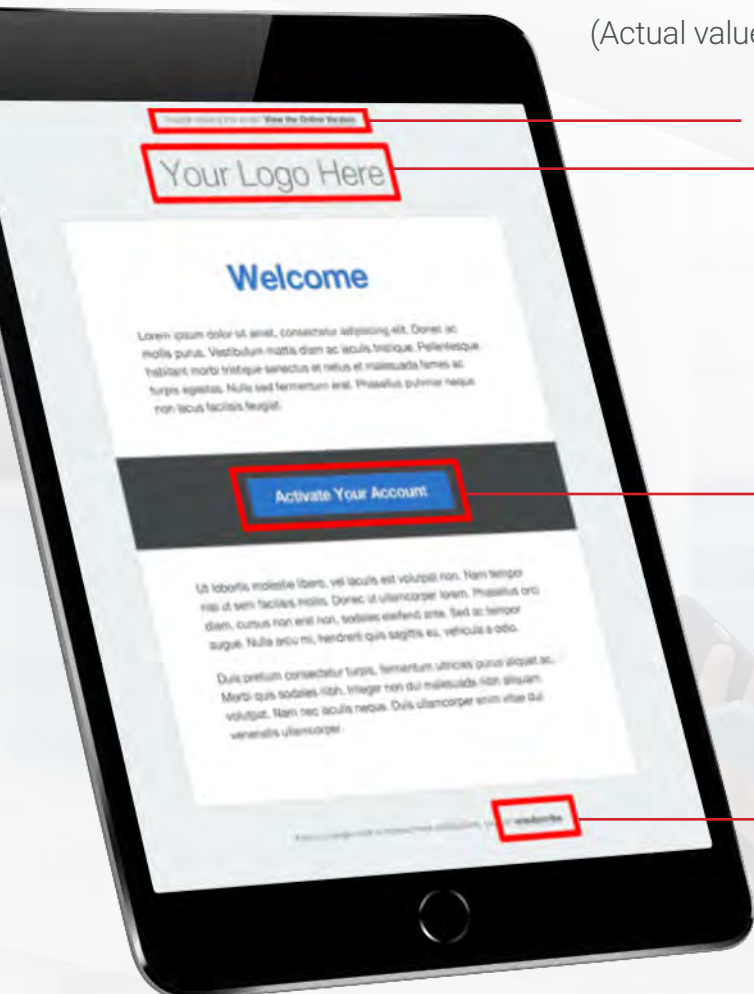 (Actual value
View the Online Version
Your Logo Here
Welcome
Lorem ipsum dolor sit amet, consectetur adipiscing elit. Donec ac
mollis purus. Vestibulum mattis diam ac iaculis tristique. Pellentesque
habitant morbi tristique senectus et netus et malesuada fames ac
turpis egestas. Nulla sed fermentum erat. Phasellus pulvinar neque
non lacus facilisis feugiat.
Activate Your Account
Ut lobortis molestie libero, vel iaculis est volutpat non. Nam tempor
nisl ut sem facilisis mollis. Donec ut ullamcorper lorem. Phasellus orci
diam, cursus non erat non, sodales eleifend ante. Sed ac tempor
augue. Nulla arcu mi, hendrerit quis sagittis eu, vehicula a odio.
Duis pretium consectetur turpis, fermentum ultricies purus aliquet ac.
Morbi quis sodales nibh. Integer non dui malesuada nibh aliquam
volutpat. Nam nec iaculis neque. Duis ullamcorper enim vitae dui
venenatis ullamcorper.
unsubscribe